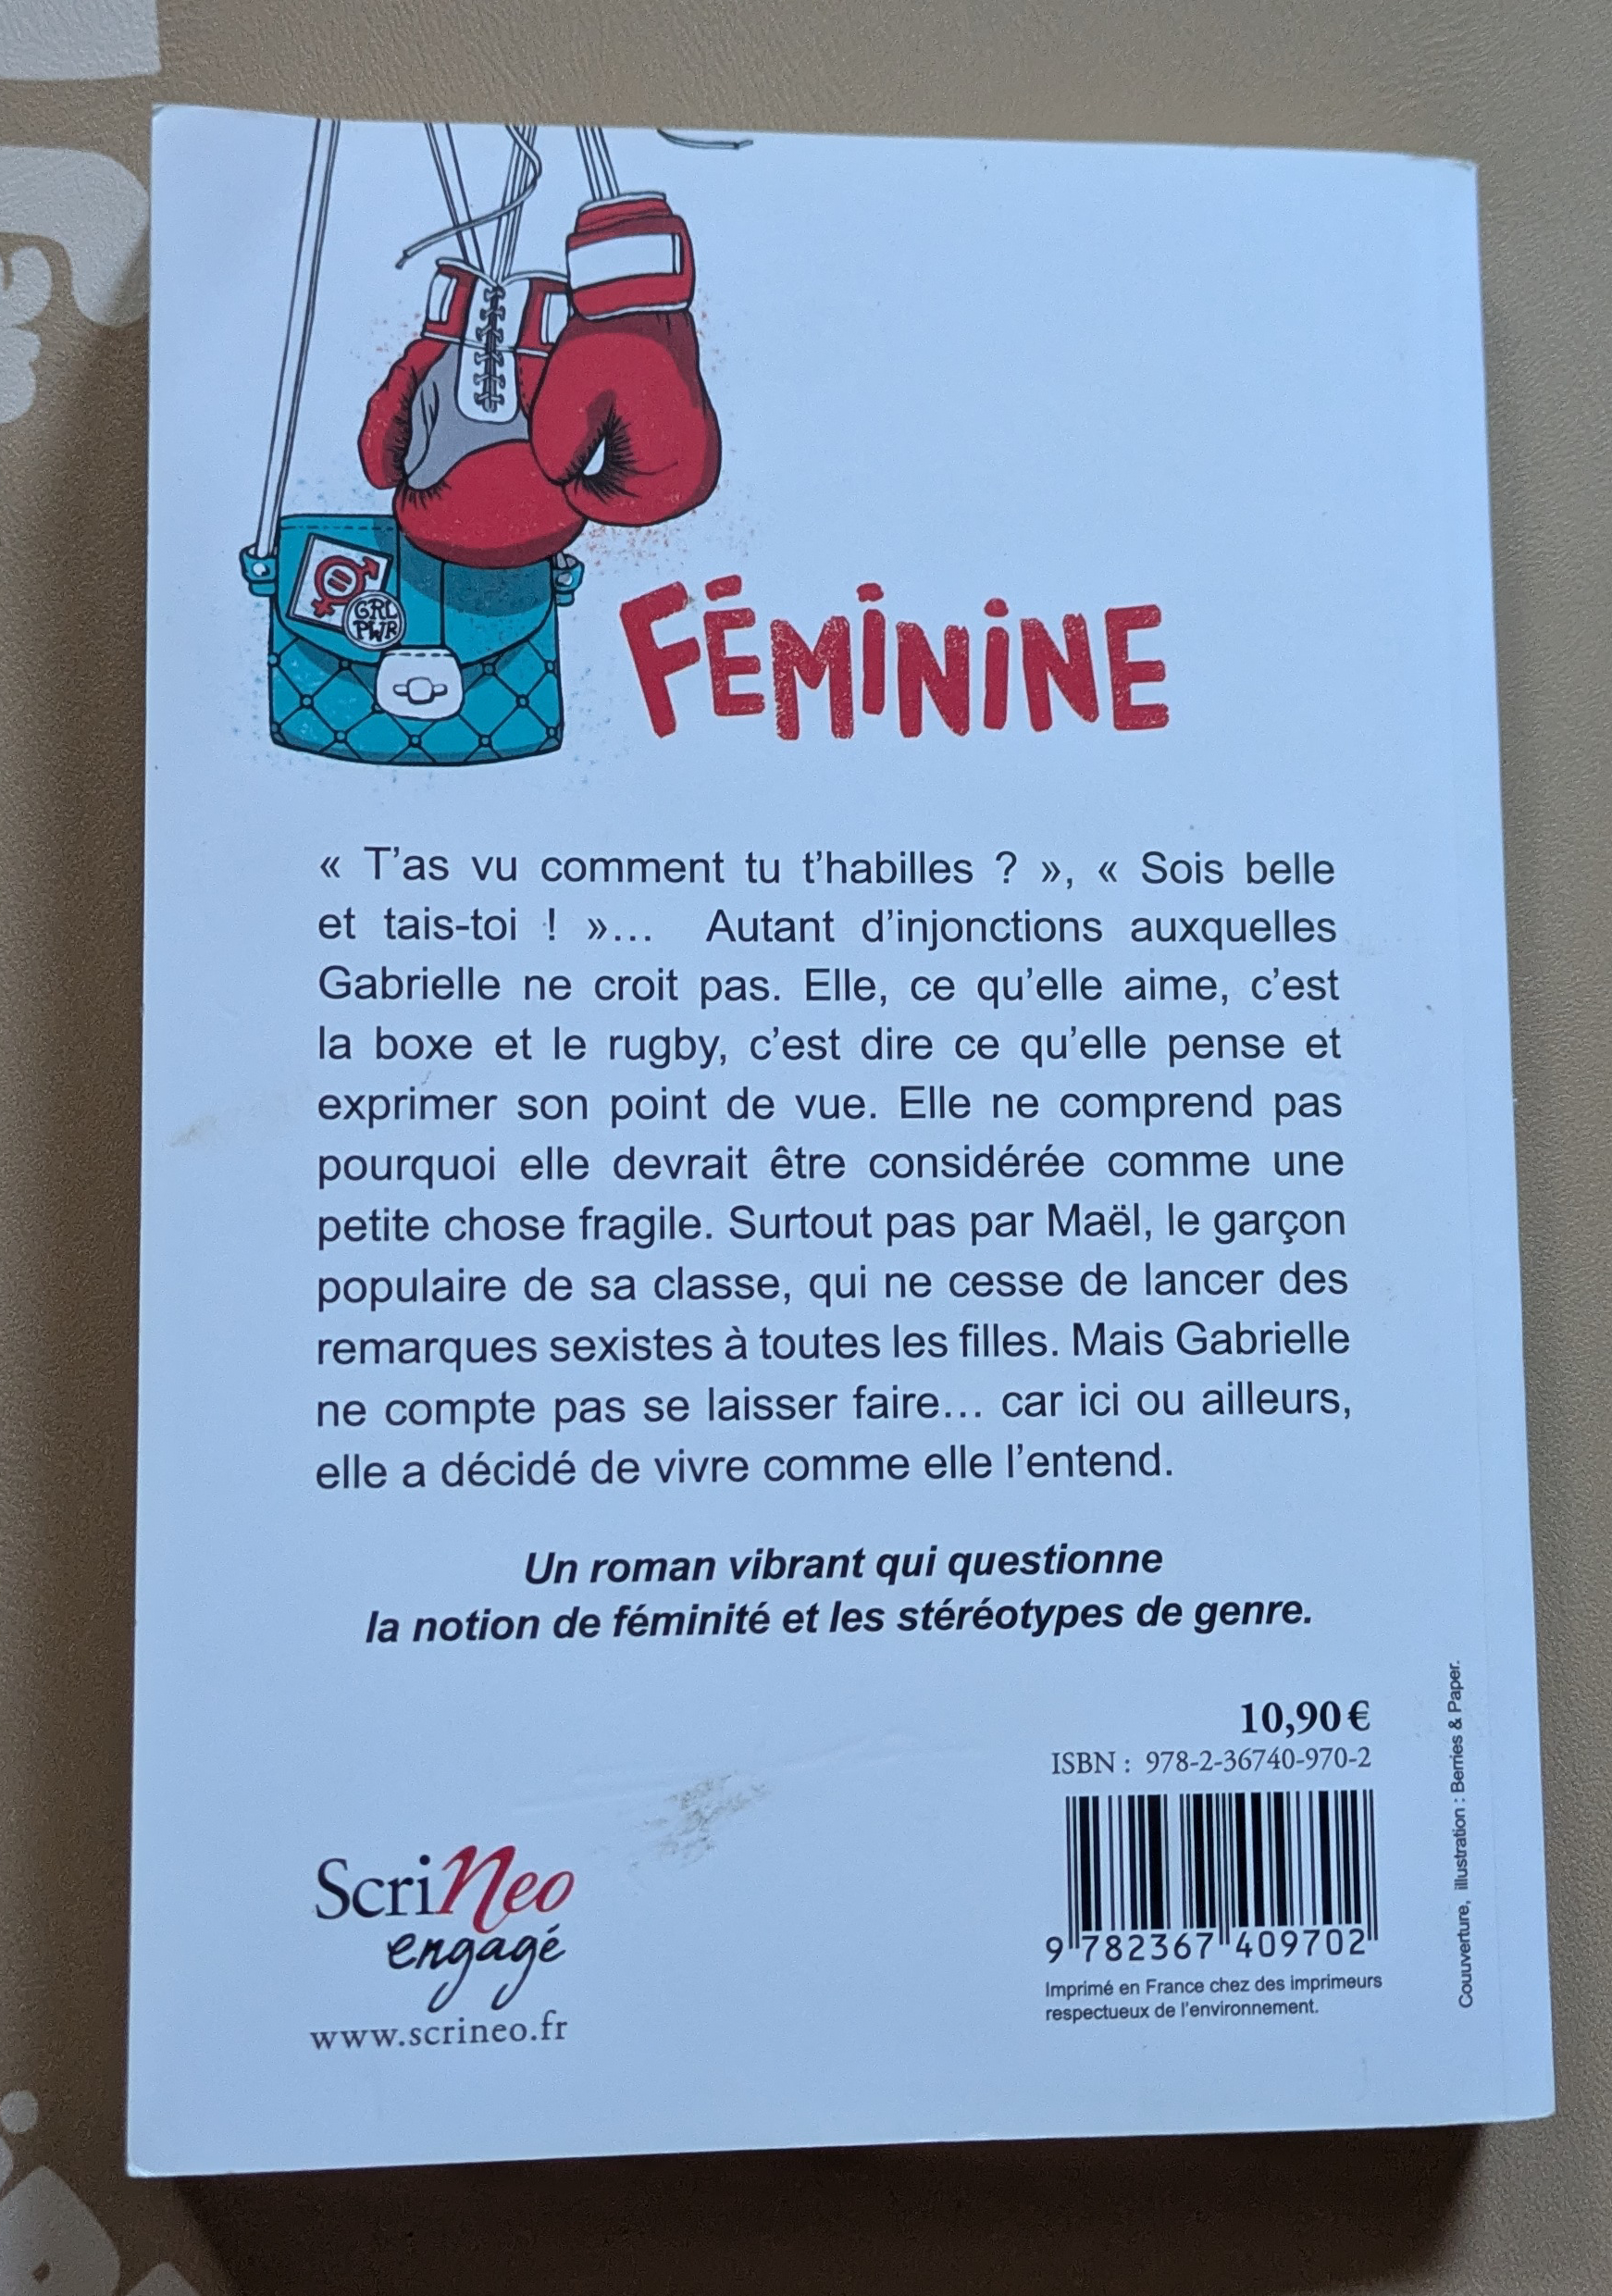 GRL
PWR
FÉMININE
« T'as vu comment tu t'habilles ? », « Sois belle
et tais-toi ! »… Autant d'injonctions auxquelles
Gabrielle ne croit pas. Elle, ce qu'elle aime, c'est
la boxe et le rugby, c'est dire ce qu'elle pense et
exprimer son point de vue. Elle ne comprend pas
pourquoi elle devrait être considérée comme une
petite chose fragile. Surtout pas par Maël, le garçon
populaire de sa classe, qui ne cesse de lancer des
remarques sexistes à toutes les filles. Mais Gabrielle
ne compte pas se laisser faire… car ici ou ailleurs,
elle a décidé de vivre comme elle l'entend.
Un roman vibrant qui questionne
la notion de féminité et les stéréotypes de genre.
10,90 €
ISBN : 978-2-36740-970-2
9 782367 409702
Imprimé en France chez des imprimeurs
respectueux de l'environnement.
ScriNeo
engagé
www.scrineo.fr
Couuverture, illustration : Berries & Paper.